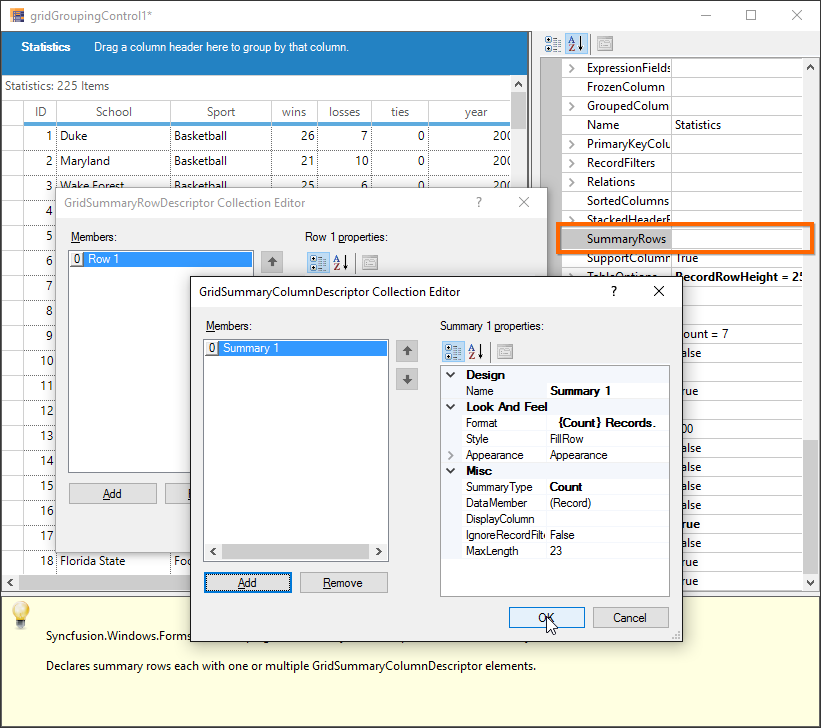 gridGroupingControl1*
Statistics Drag a column header here to group by that column.
Statistics: 225 Items
ID School Sport wins losses ties year
1 Duke Basketball 26 7 0 200
2 Maryland Basketball 21 10 0 200
3 Wake Forest Basketball 25 6 0 200
4
5
6
7
8
9
10
11
12
13
14
15
16
17
18 Florida State Foo
GridSummaryRowDescriptor Collection Editor ?
Members:
0 Row 1
Row 1 properties:
A
Z
Add
GridSummaryColumnDescriptor Collection Editor ?
Members:
0 Summary 1
Summary 1 properties:
A
Z
Design
Name Summary 1
Look And Feel
Format {Count} Records.
Style FillRow
Appearance Appearance
Misc
SummaryType Count
DataMember (Record)
DisplayColumn
IgnoreRecordFilte False
MaxLength 23
Add Remove
OK Cancel
A
Z
ExpressionFields
FrozenColumn
GroupedColum
Name Statistics
PrimaryKeyColu
RecordFilters
Relations
SortedColumns
StackedHeaderF
SummaryRows
SupportColumn True
TableOptions RecordRowHeight = 25
ount = 7
alse
rue
00
alse
alse
alse
alse
rue
alse
rue
rue
Syncfusion.Windows.Forms
Declares summary rows each with one or multiple GridSummaryColumnDescriptor elements.